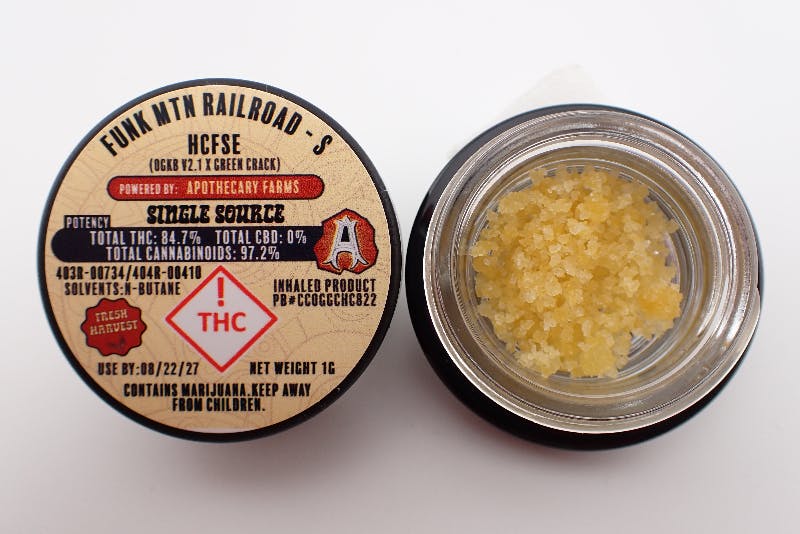 FUNK MTN RAILROAD - S
HCFSE
(OGKB V2.1 X GREEN CRACK)
POWERED BY: APOTHECARY FARMS
SINGLE SOURCE
POTENCY
TOTAL THC: 84.7% TOTAL CBD: 0%
TOTAL CANNABINOIDS: 97.2%
A
403R-00734/404R-00410
SOLVENTS:N-BUTANE
INHALED PRODUCT
PB#CCOGGCHC822
!
THC
FRESH
HARVEST
USE BY:08/22/27
NET WEIGHT 1G
CONTAINS MARIJUANA.KEEP AWAY
FROM CHILDREN.